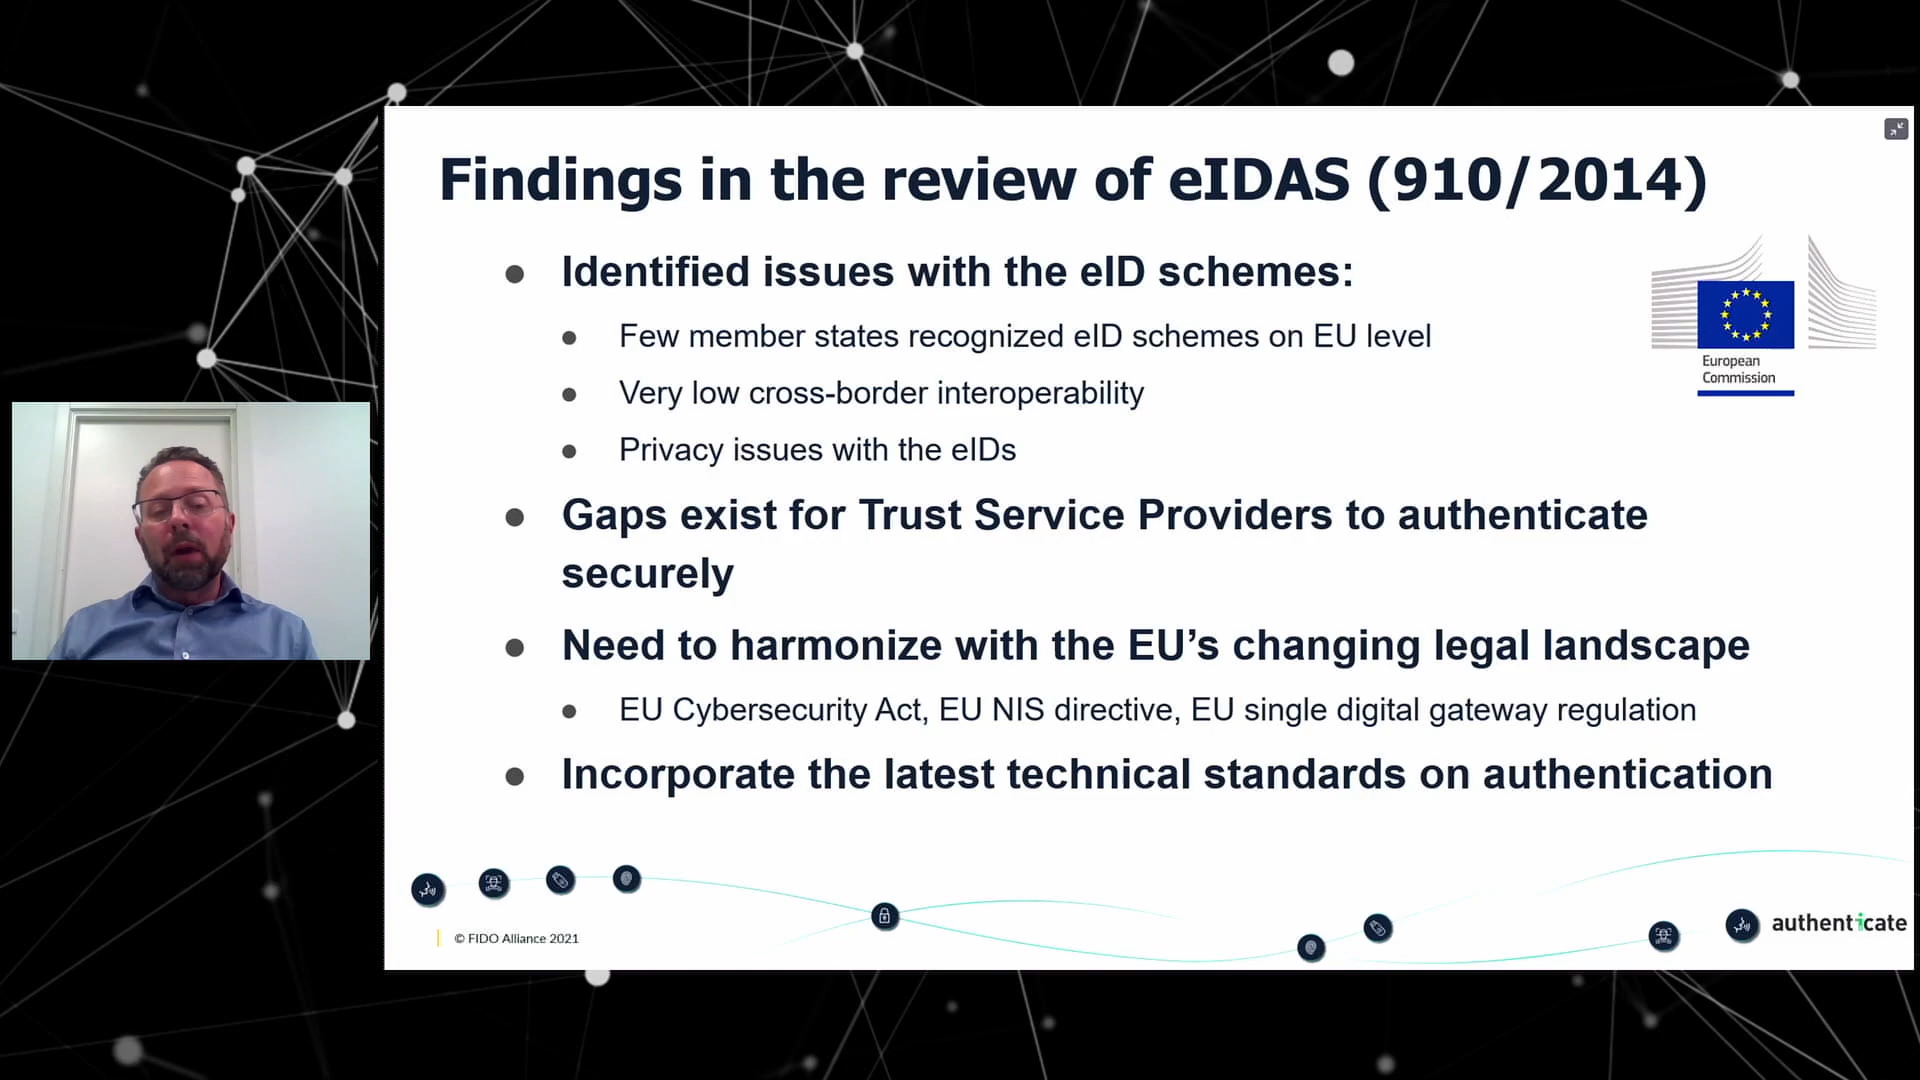 Findings in the review of eIDAS (910/2014)
Identified issues with the eID schemes:
Few member states recognized eID schemes on EU level
Very low cross-border interoperability
Privacy issues with the eIDs
European
Commission
Gaps exist for Trust Service Providers to authenticate
securely
Need to harmonize with the EU’s changing legal landscape
EU Cybersecurity Act, EU NIS directive, EU single digital gateway regulation
Incorporate the latest technical standards on authentication
© FIDO Alliance 2021
authenticate